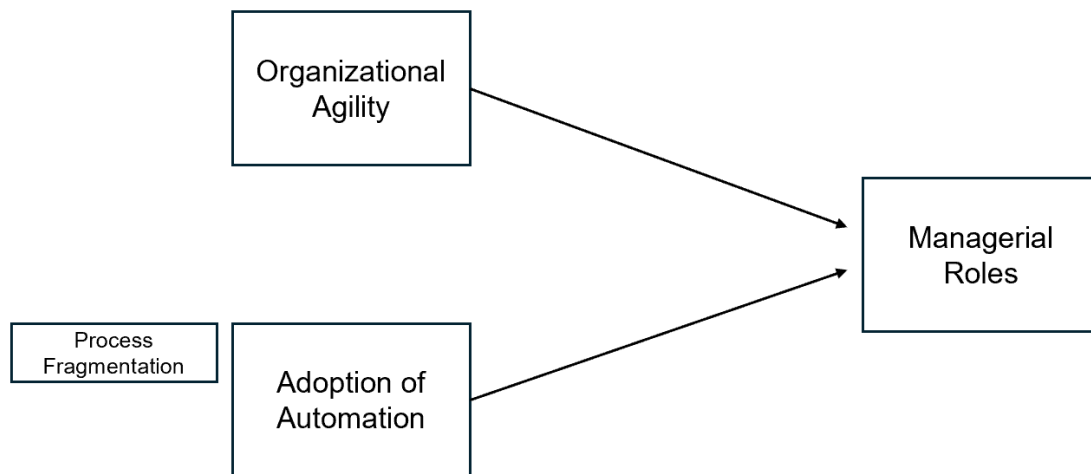 Organizational
Agility
Managerial
Roles
Process
Fragmentation
Adoption of
Automation